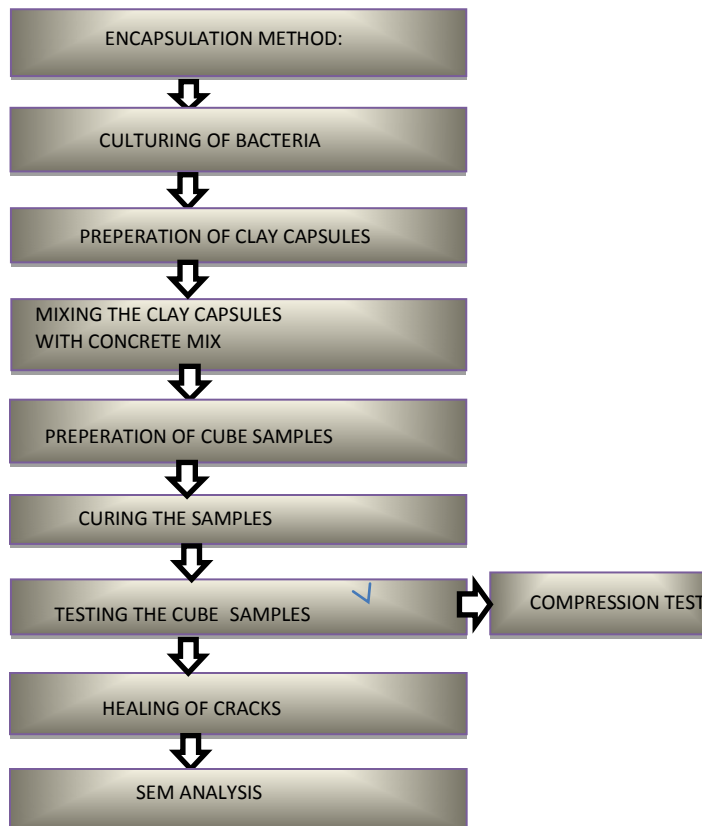 ENCAPSULATION METHOD:
CULTURING OF BACTERIA
PREPERATION OF CLAY CAPSULES
MIXING THE CLAY CAPSULES
WITH CONCRETE MIX
PREPERATION OF CUBE SAMPLES
CURING THE SAMPLES
TESTING THE CUBE SAMPLES
COMPRESSION TEST
HEALING OF CRACKS
SEM ANALYSIS